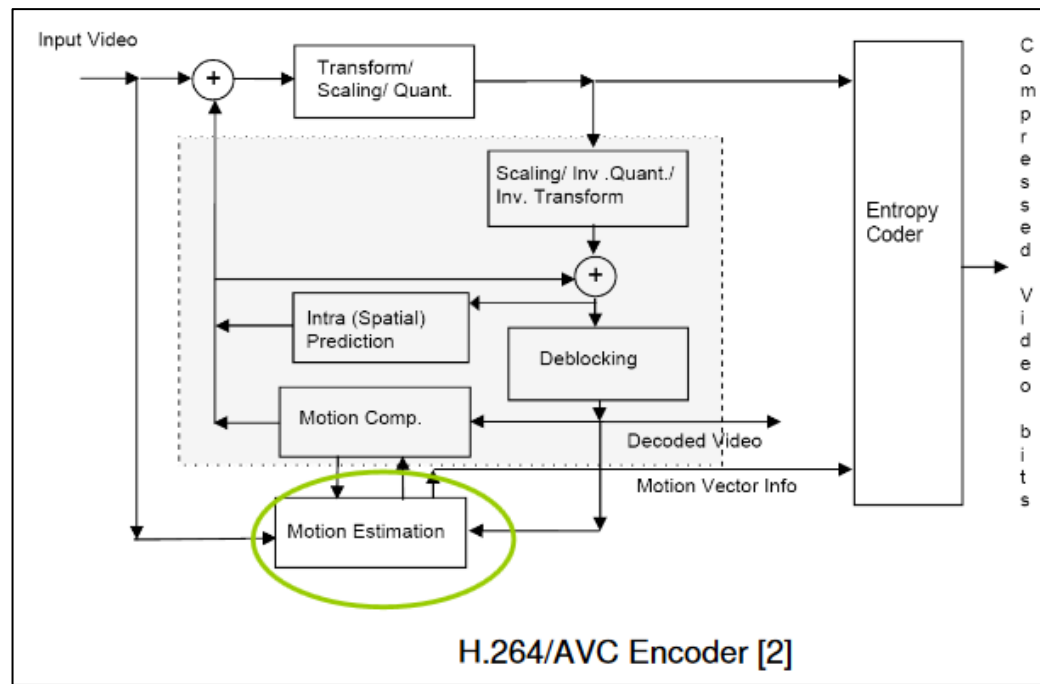 Input Video
+
Transform/
Scaling/ Quant.
Scaling/ Inv .Quant./
Inv. Transform
+
Intra (Spatial)
Prediction
Deblocking
Motion Comp.
Decoded Video
Motion Vector Info
Motion Estimation
Entropy
Coder
Compressed Video bits
H.264/AVC Encoder [2]